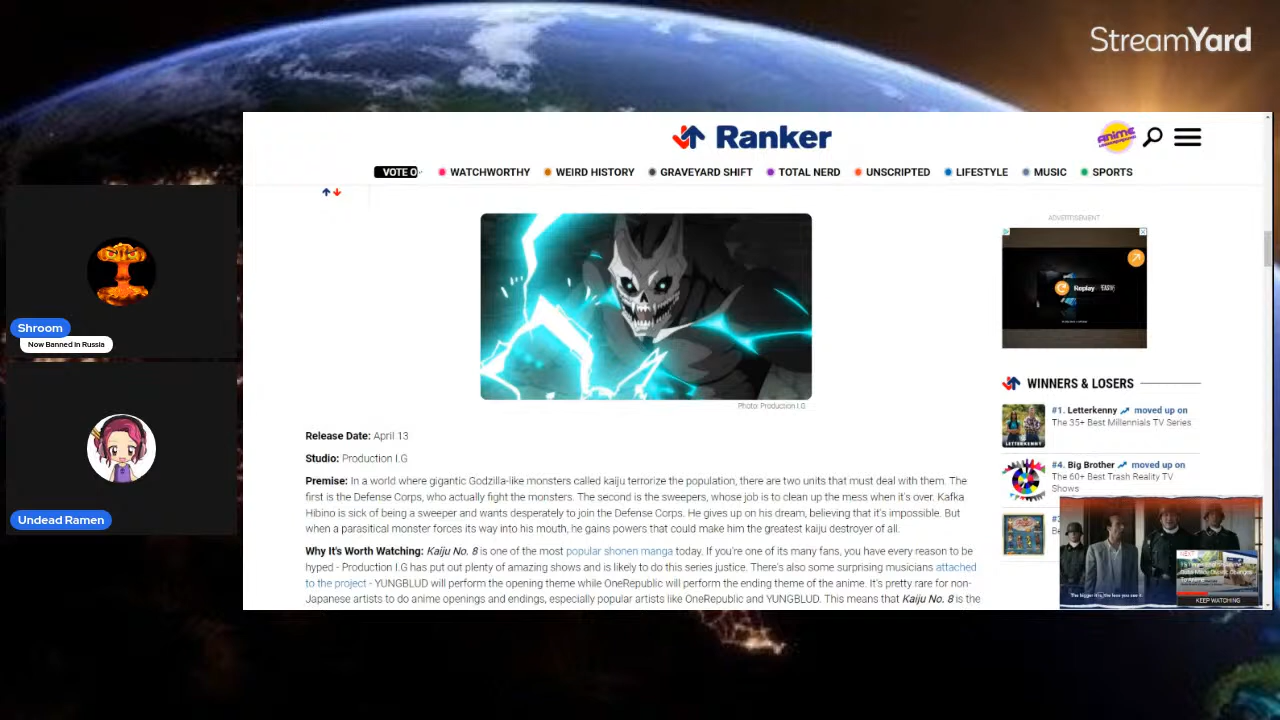 StreamYard
Ranker
ANIME
VOTE O
WATCHWORTHY
WEIRD HISTORY
GRAVEYARD SHIFT
TOTAL NERD
UNSCRIPTED
LIFESTYLE
MUSIC
SPORTS
Shroom
Now Banned In Russia
Undead Ramen
Photo: Production I.G
Release Date: April 13
Studio: Production I.G
Premise: In a world where gigantic Godzilla-like monsters called kaiju terrorize the population, there are two units that must deal with them. The
first is the Defense Corps, who actually fight the monsters. The second is the sweepers, whose job is to clean up the mess when it's over. Kafka
Hibino is sick of being a sweeper and wants desperately to join the Defense Corps. He gives up on his dream, believing that it's impossible. But
when a parasitical monster forces its way into his mouth, he gains powers that could make him the greatest kaiju destroyer of all.
Why It's Worth Watching: Kaiju No. 8 is one of the most popular shonen manga today. If you're one of its many fans, you have every reason to be
hyped - Production I.G has put out plenty of amazing shows and is likely to do this series justice. There's also some surprising musicians attached
to the project - YUNGBLUD will perform the opening theme while OneRepublic will perform the ending theme of the anime. It's pretty rare for non-
Japanese artists to do anime openings and endings, especially popular artists like OneRepublic and YUNGBLUD. This means that Kaiju No. 8 is the
ADVERTISEMENT
Replay
WINNERS & LOSERS
#1. Letterkenny moved up on
The 35+ Best Millennials TV Series
LETTERKENNY
#4. Big Brother moved up on
The 60+ Best Trash Reality TV
Shows
Be
NEXT
KEEP WATCHING